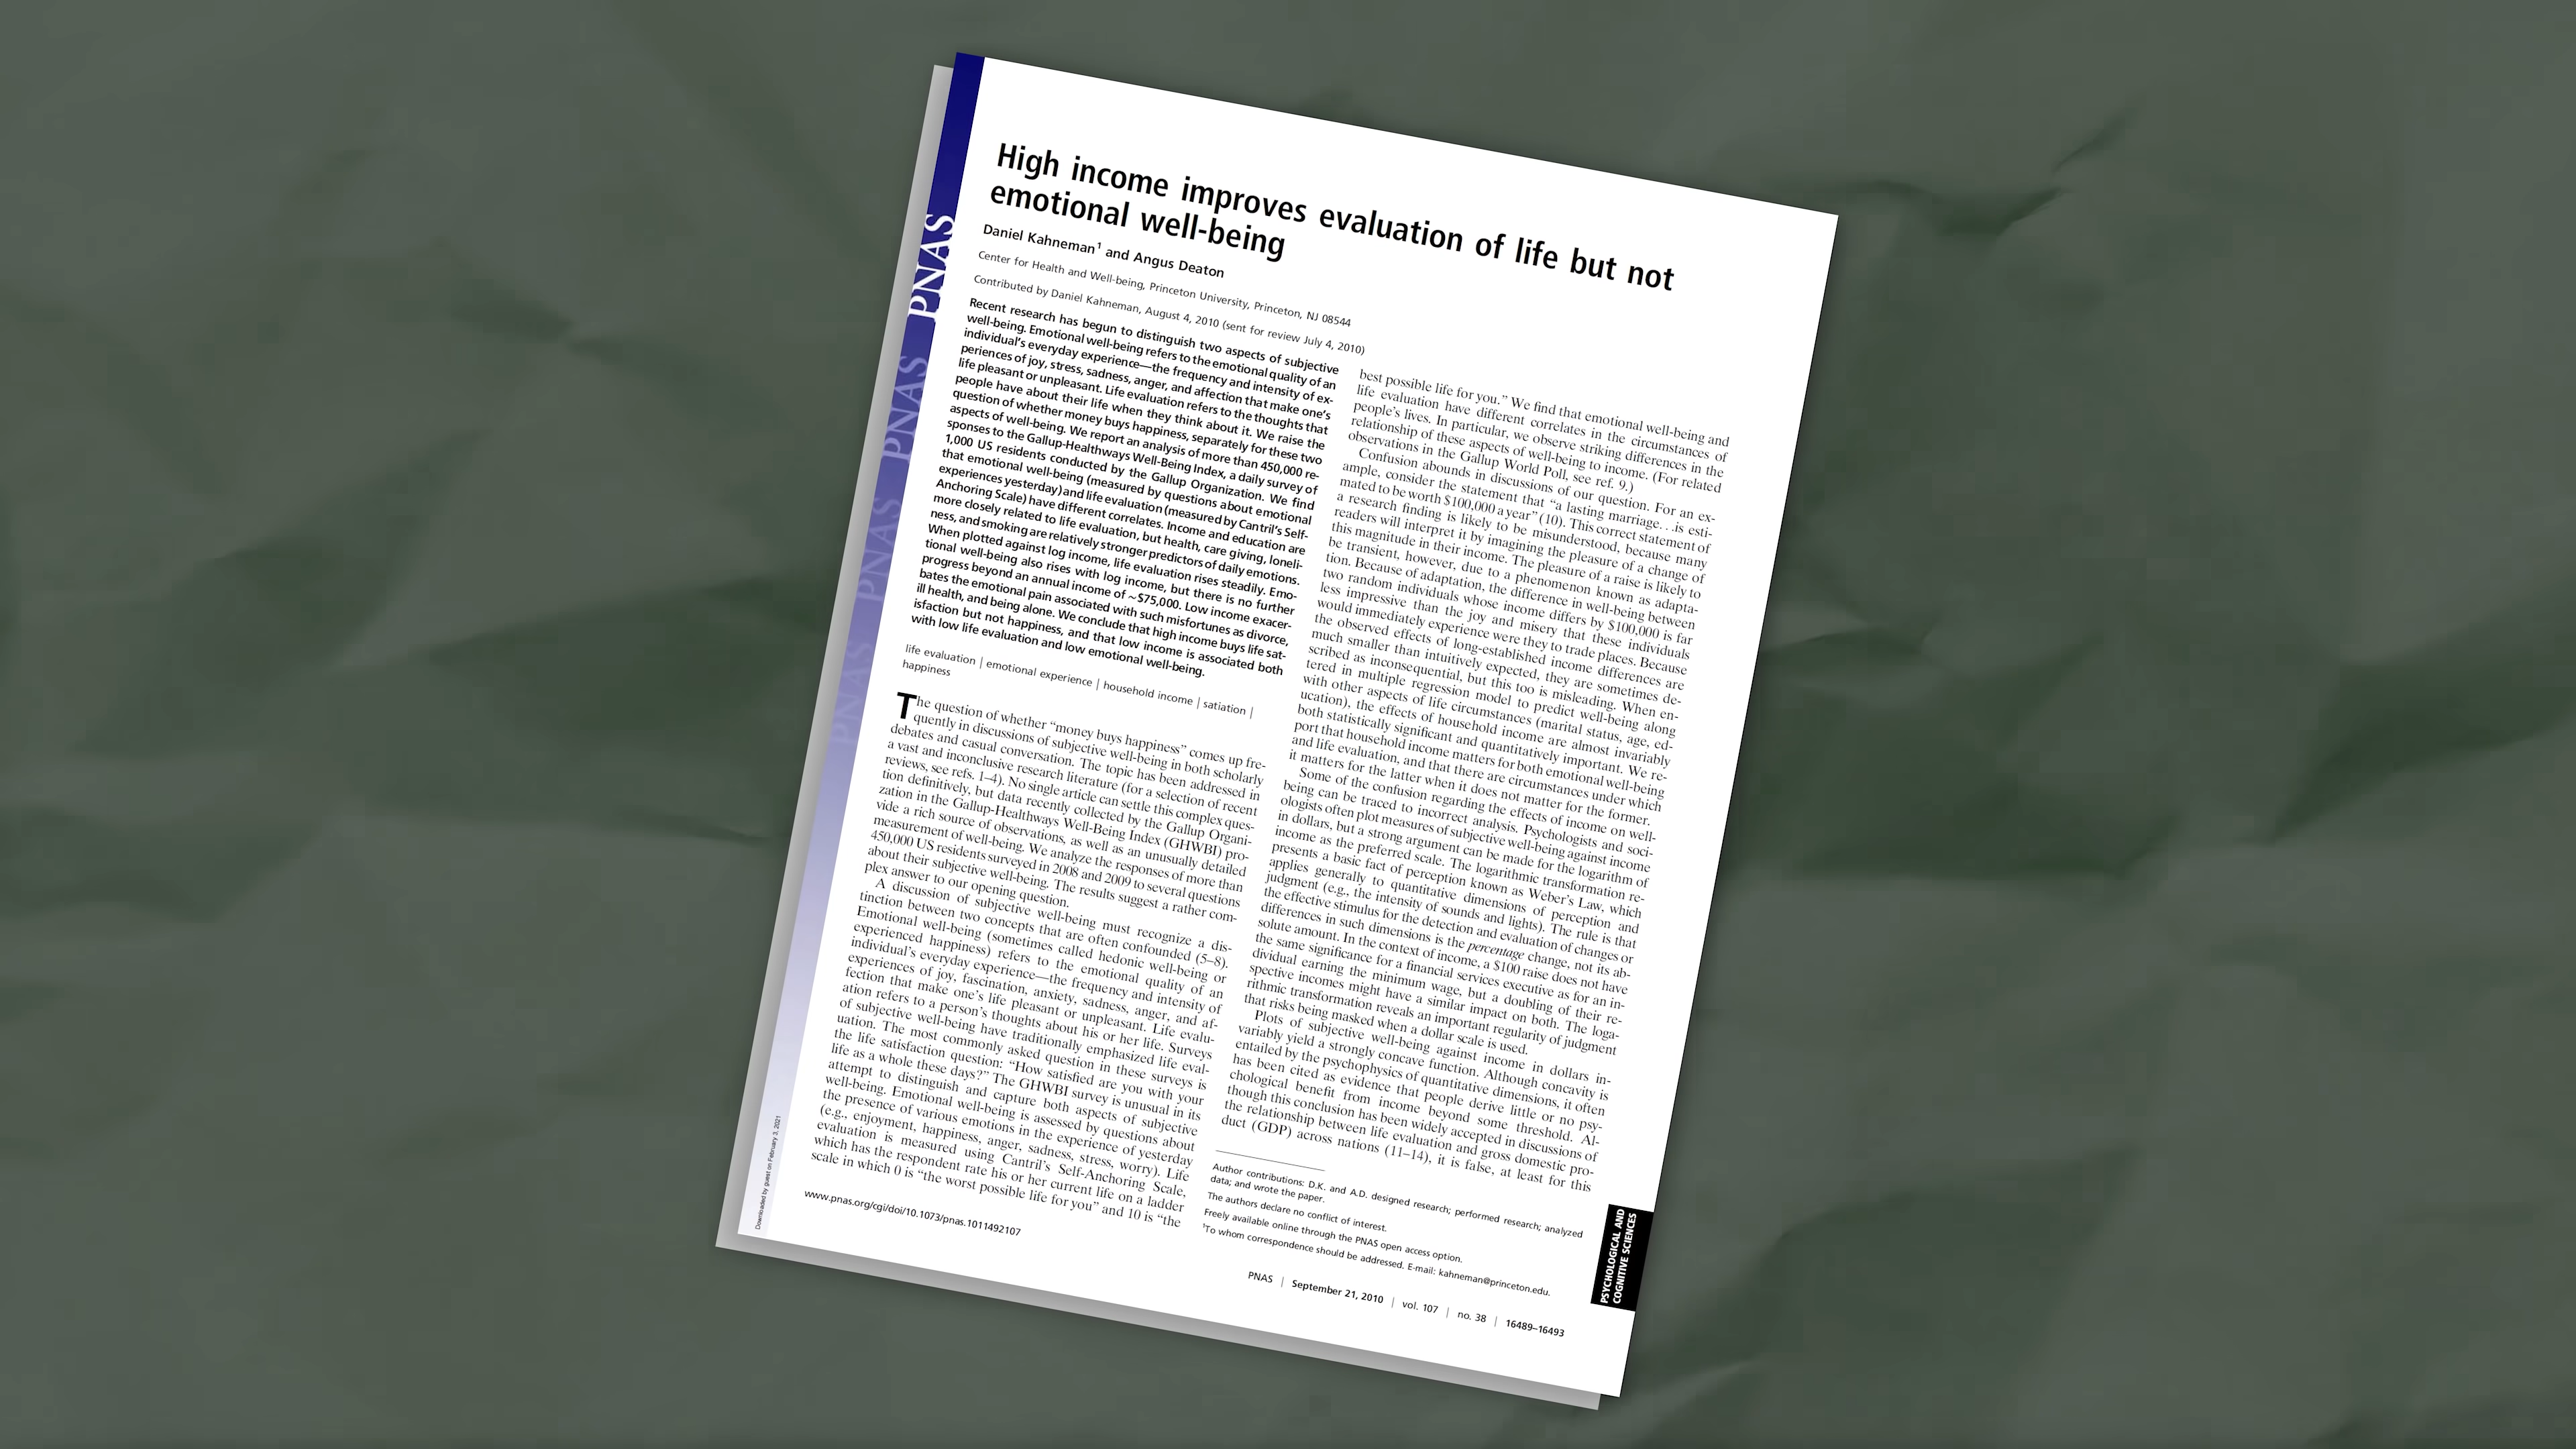 High income improves evaluation of life but not
emotional well-being
Daniel Kahneman1 and Angus Deaton
Center for Health and Well-being, Princeton University, Princeton, NJ 08544
Contributed by Daniel Kahneman, August 4, 2010 (sent for review July 4, 2010)
Recent research has begun to distinguish two aspects of subjective
well-being. Emotional well-being refers to the emotional quality of an
individual's everyday experience—the frequency and intensity of ex-
periences of joy, stress, sadness, anger, and affection that make one's
life pleasant or unpleasant. Life evaluation refers to the thoughts that
people have about their life when they think about it. We raise the
question of whether money buys happiness, separately for these two
aspects of well-being. We report an analysis of more than 450,000 re-
sponses to the Gallup-Healthways Well-Being Index, a daily survey of
1,000 US residents conducted by the Gallup Organization. We find
that emotional well-being (measured by questions about emotional
experiences yesterday) and life evaluation (measured by Cantril's Self-
Anchoring Scale) have different correlates. Income and education are
more closely related to life evaluation, but health, care giving, loneli-
ness, and smoking are relatively stronger predictors of daily emotions.
When plotted against log income, life evaluation rises steadily. Emo-
tional well-being also rises with log income, but there is no further
progress beyond an annual income of ~$75,000. Low income exacer-
bates the emotional pain associated with such misfortunes as divorce,
ill health, and being alone. We conclude that high income buys life sat-
isfaction but not happiness, and that low income is associated both
with low life evaluation and low emotional well-being.
life evaluation | emotional experience | household income | satiation |
happiness
The question of whether “money buys happiness” comes up fre-
quently in discussions of subjective well-being in both scholarly
debates and casual conversation. The topic has been addressed in
a vast and inconclusive research literature (for a selection of recent
reviews, see refs. 1–4). No single article can settle this complex ques-
tion definitively, but data recently collected by the Gallup Organi-
zation in the Gallup-Healthways Well-Being Index (GHWBI) pro-
vide a rich source of observations, as well as an unusually detailed
measurement of well-being. We analyze the responses of more than
450,000 US residents surveyed in 2008 and 2009 to several questions
about their subjective well-being. The results suggest a rather com-
plex answer to our opening question.
A discussion of subjective well-being must recognize a dis-
tinction between two concepts that are often confounded (5–8).
Emotional well-being (sometimes called hedonic well-being or
experienced happiness) refers to the emotional quality of an
individual's everyday experience—the frequency and intensity of
experiences of joy, fascination, anxiety, sadness, anger, and af-
fection that make one's life pleasant or unpleasant. Life evalu-
ation refers to a person's thoughts about his or her life. Surveys
of subjective well-being have traditionally emphasized life eval-
uation. The most commonly asked question in these surveys is
the life satisfaction question: “How satisfied are you with your
life as a whole these days?” The GHWBI survey is unusual in its
attempt to distinguish and capture both aspects of subjective
well-being. Emotional well-being is assessed by questions about
the presence of various emotions in the experience of yesterday
(e.g., enjoyment, happiness, anger, sadness, stress, worry). Life
evaluation is measured using Cantril's Self-Anchoring Scale,
which has the respondent rate his or her current life on a ladder
scale in which 0 is “the worst possible life for you” and 10 is “the
best possible life for you.” We find that emotional well-being and
life evaluation have different correlates in the circumstances of
people's lives. In particular, we observe striking differences in the
relationship of these aspects of well-being to income. (For related
observations in the Gallup World Poll, see ref. 9.)
Confusion abounds in discussions of our question. For an ex-
ample, consider the statement that “a lasting marriage. . .is esti-
mated to be worth $100,000 a year” (10). This correct statement of
a research finding is likely to be misunderstood, because many
readers will interpret it by imagining the pleasure of a change of
this magnitude in their income. The pleasure of a raise is likely to
be transient, however, due to a phenomenon known as adapta-
tion. Because of adaptation, the difference in well-being between
two random individuals whose income differs by $100,000 is far
less impressive than the joy and misery that these individuals
would immediately experience were they to trade places. Because
the observed effects of long-established income differences are
much smaller than intuitively expected, they are sometimes de-
scribed as inconsequential, but this too is misleading. When en-
tered in multiple regression model to predict well-being along
with other aspects of life circumstances (marital status, age, ed-
ucation), the effects of household income are almost invariably
both statistically significant and quantitatively important. We re-
port that household income matters for both emotional well-being
and life evaluation, and that there are circumstances under which
it matters for the latter when it does not matter for the former.
Some of the confusion regarding the effects of income on well-
being can be traced to incorrect analysis. Psychologists and soci-
ologists often plot measures of subjective well-being against income
in dollars, but a strong argument can be made for the logarithm of
income as the preferred scale. The logarithmic transformation re-
presents a basic fact of perception known as Weber's Law, which
applies generally to quantitative dimensions of perception and
judgment (e.g., the intensity of sounds and lights). The rule is that
the effective stimulus for the detection and evaluation of changes or
differences in such dimensions is the percentage change, not its ab-
solute amount. In the context of income, a $100 raise does not have
the same significance for a financial services executive as for an in-
dividual earning the minimum wage, but a doubling of their re-
spective incomes might have a similar impact on both. The loga-
rithmic transformation reveals an important regularity of judgment
that risks being masked when a dollar scale is used.
Plots of subjective well-being against income in dollars in-
variably yield a strongly concave function. Although concavity is
entailed by the psychophysics of quantitative dimensions, it often
has been cited as evidence that people derive little or no psy-
chological benefit from income beyond some threshold. Al-
though this conclusion has been widely accepted in discussions of
the relationship between life evaluation and gross domestic pro-
duct (GDP) across nations (11–14), it is false, at least for this
Author contributions: D.K. and A.D. designed research; performed research; analyzed
data; and wrote the paper.
The authors declare no conflict of interest.
Freely available online through the PNAS open access option.
1To whom correspondence should be addressed. E-mail: kahneman@princeton.edu.
www.pnas.org/cgi/doi/10.1073/pnas.1011492107
PNAS | September 21, 2010 | vol. 107 | no. 38 | 16489–16493
PSYCHOLOGICAL AND
COGNITIVE SCIENCES
PNAS PNAS PNAS PNAS
Downloaded by guest on February 3, 2021